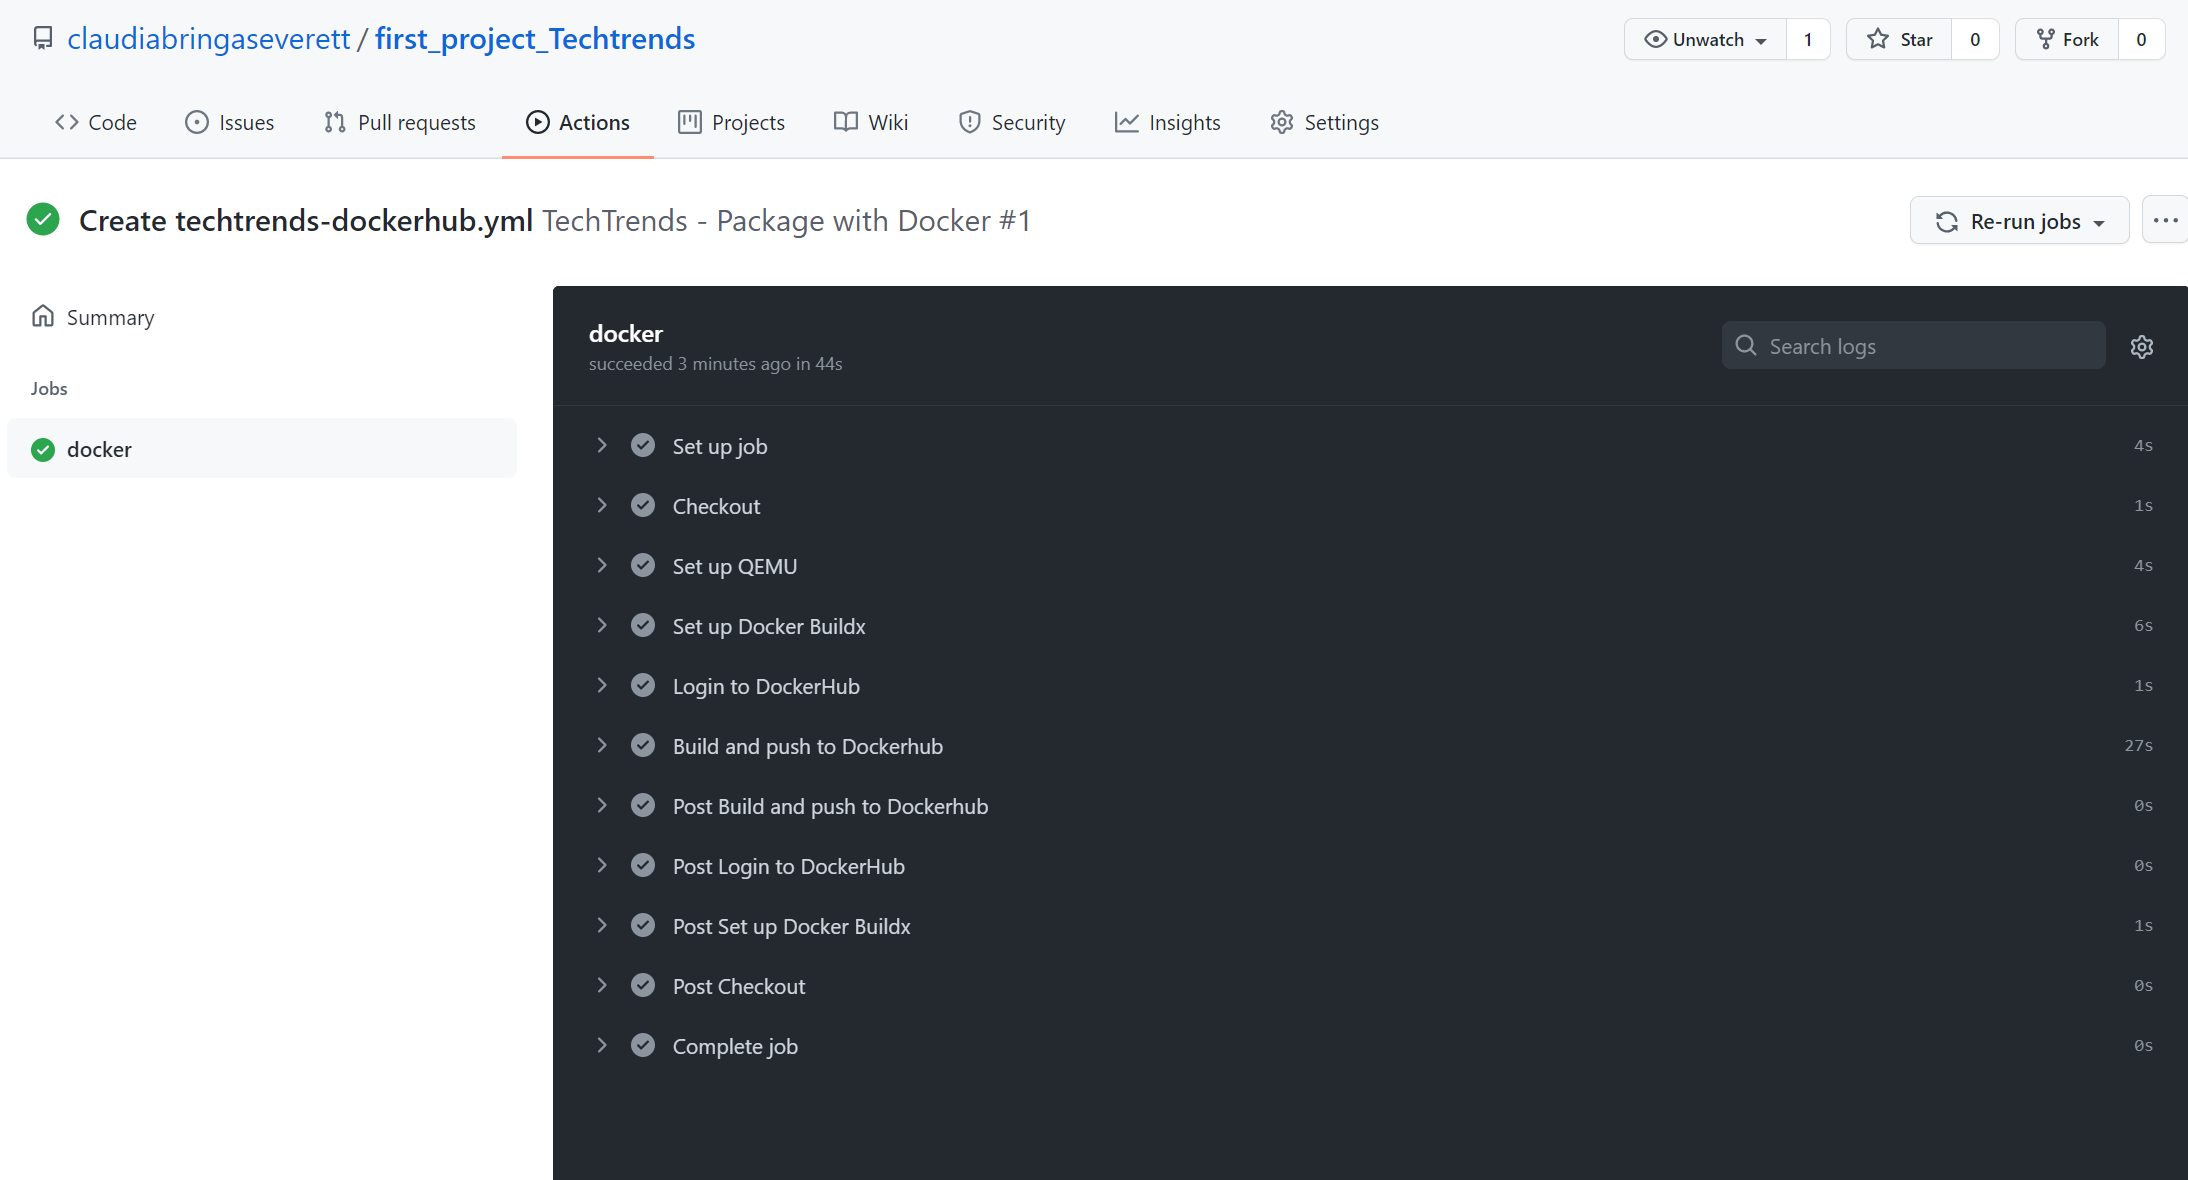 claudiabringaseverett / first_project_Techtrends
Unwatch 1 Star 0 Fork 0
Code Issues Pull requests Actions Projects Wiki Security Insights Settings
Create techtrends-dockerhub.yml TechTrends - Package with Docker #1
Re-run jobs ...
Summary
Jobs
docker
docker
succeeded 3 minutes ago in 44s
Search logs
Set up job 4s
Checkout 1s
Set up QEMU 4s
Set up Docker Buildx 6s
Login to DockerHub 1s
Build and push to Dockerhub 27s
Post Build and push to Dockerhub 0s
Post Login to DockerHub 0s
Post Set up Docker Buildx 1s
Post Checkout 0s
Complete job 0s